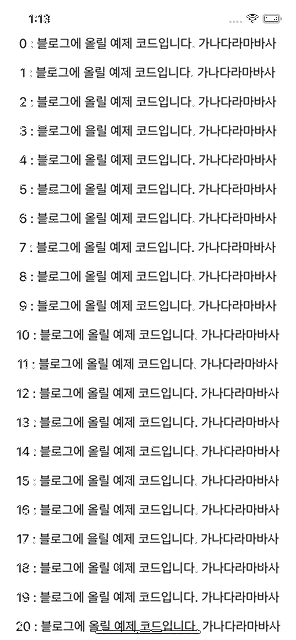 1:13
0 : 블로그에 올릴 예제 코드입니다. 가나다라마바사
1 : 블로그에 올릴 예제 코드입니다. 가나다라마바사
2 : 블로그에 올릴 예제 코드입니다. 가나다라마바사
3 : 블로그에 올릴 예제 코드입니다. 가나다라마바사
4 : 블로그에 올릴 예제 코드입니다. 가나다라마바사
5 : 블로그에 올릴 예제 코드입니다. 가나다라마바사
6 : 블로그에 올릴 예제 코드입니다. 가나다라마바사
7 : 블로그에 올릴 예제 코드입니다. 가나다라마바사
8 : 블로그에 올릴 예제 코드입니다. 가나다라마바사
9 : 블로그에 올릴 예제 코드입니다. 가나다라마바사
10 : 블로그에 올릴 예제 코드입니다. 가나다라마바사
11 : 블로그에 올릴 예제 코드입니다. 가나다라마바사
12 : 블로그에 올릴 예제 코드입니다. 가나다라마바사
13 : 블로그에 올릴 예제 코드입니다. 가나다라마바사
14 : 블로그에 올릴 예제 코드입니다. 가나다라마바사
15 : 블로그에 올릴 예제 코드입니다. 가나다라마바사
16 : 블로그에 올릴 예제 코드입니다. 가나다라마바사
17 : 블로그에 올릴 예제 코드입니다. 가나다라마바사
18 : 블로그에 올릴 예제 코드입니다. 가나다라마바사
19 : 블로그에 올릴 예제 코드입니다. 가나다라마바사
20 : 블로그에 올릴 예제 코드입니다. 가나다라마바사